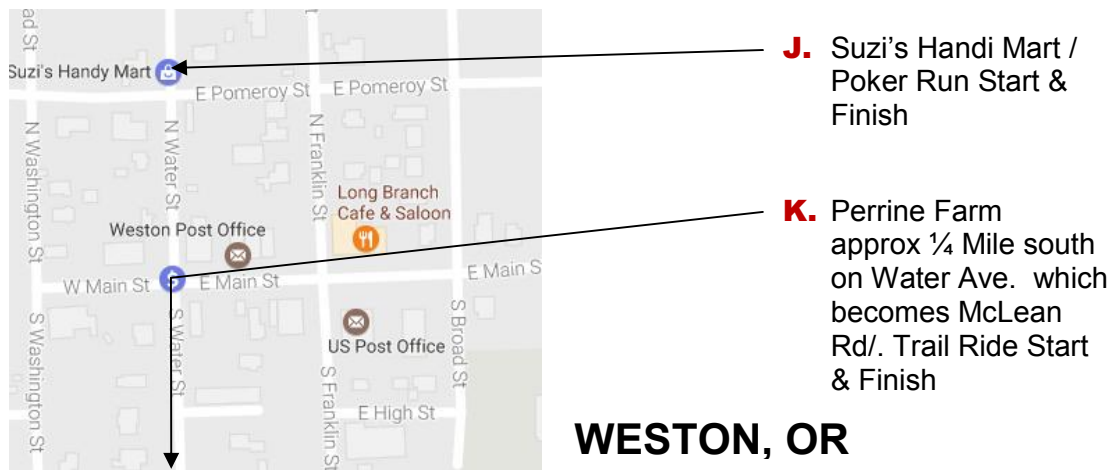 ad St
Suzi's Handy Mart
E Pomeroy St
E Pomeroy St
N Washington St
N Water St
N Franklin St
Long Branch
Cafe & Saloon
Weston Post Office
W Main St
E Main St
E Main S
US Post Office
S Washington St
S Water St
S Franklin St
S Broad St
E High St
J. Suzi’s Handi Mart /
Poker Run Start &
Finish
K. Perrine Farm
approx ¼ Mile south
on Water Ave. which
becomes McLean
Rd/. Trail Ride Start
& Finish
WESTON, OR